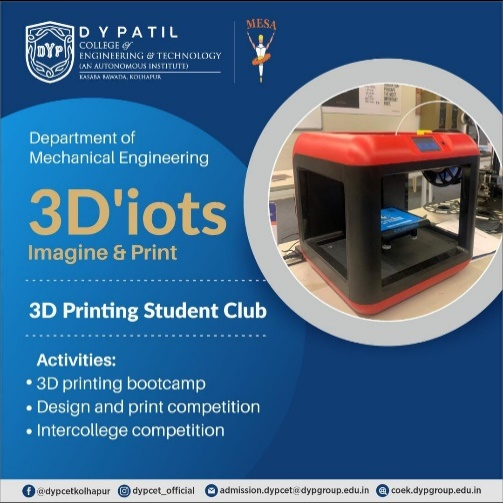 DYPATIL
COLLEGE OF
ENGINEERING & TECHNOLOGY
(AN AUTONOMOUS INSTITUTE)
KASABA BAWADA, KOLHAPUR
DYP
MESA
Department of
Mechanical Engineering
3D'iots
Imagine & Print
3D Printing Student Club
Activities:
• 3D printing bootcamp
• Design and print competition
• Intercollege competition
@dypcetkolhapur @dypcet_official admission.dypcet@dypgroup.edu.in coek.dypgroup.edu.in